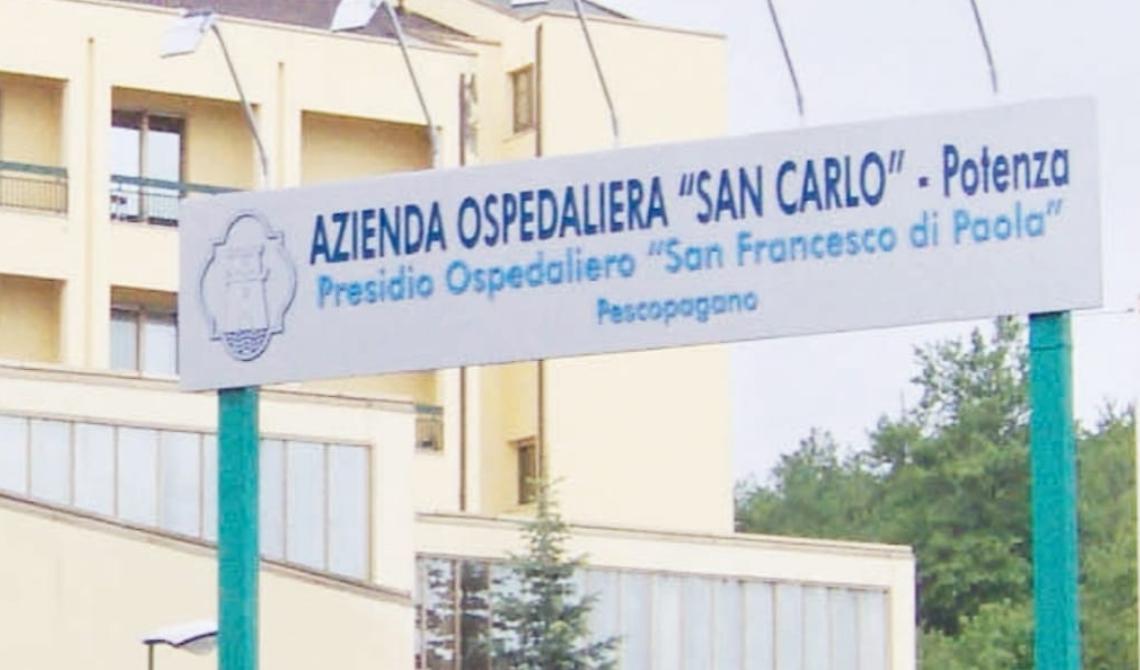 AZIENDA OSPEDALIERA "SAN CARLO" - Potenza
Presidio Ospedaliero "San Francesco di Paola"
Pescopagano